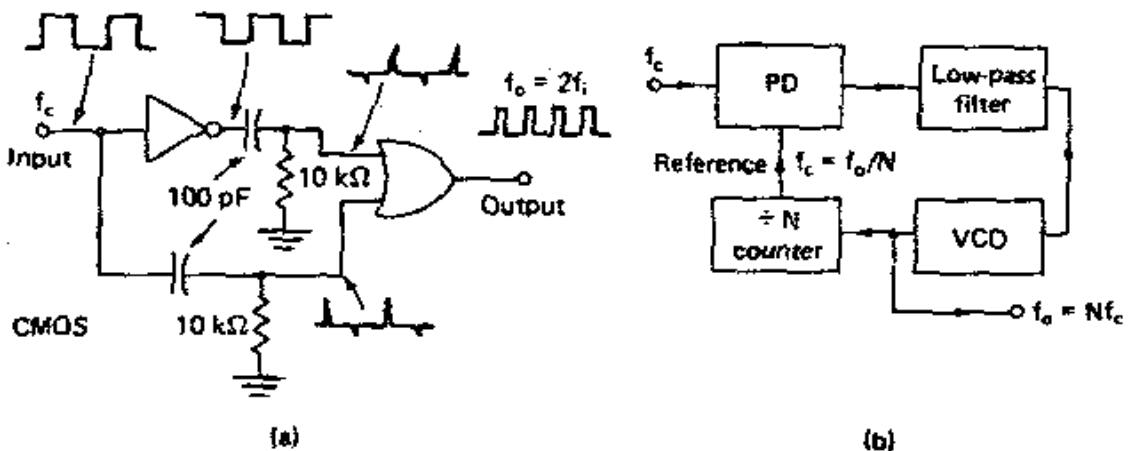 f_c
Input
100 pF
10 kΩ
f_o = 2f_i
Output
10 kΩ
CMOS
(a)
f_c
PD
Low-pass
filter
Reference
f_c = f_o/N
÷ N
counter
VCD
f_o = Nf_c
(b)